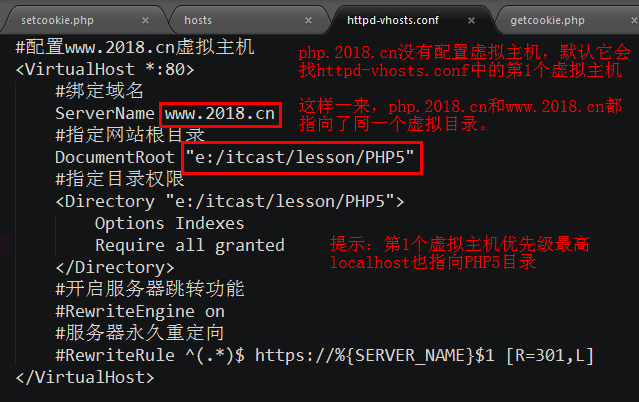 setcookie.php
hosts
httpd-vhosts.conf
getcookie.php
#配置www.2018.cn虚拟主机
<VirtualHost *:80>
#绑定域名
ServerName www.2018.cn
#指定网站根目录
DocumentRoot "e:/itcast/lesson/PHP5"
#指定目录权限
<Directory "e:/itcast/lesson/PHP5">
Options Indexes
Require all granted
</Directory>
#开启服务器跳转功能
#RewriteEngine on
#服务器永久重定向
#RewriteRule ^(.*)$ https://%{SERVER_NAME}$1 [R=301,L]
</VirtualHost>
php.2018.cn没有配置虚拟主机，默认它会
找httpd-vhosts.conf中的第1个虚拟主机
这样一来，php.2018.cn和www.2018.cn都
指向了同一个虚拟目录。
提示：第1个虚拟主机优先级最高
localhost也指向PHP5目录